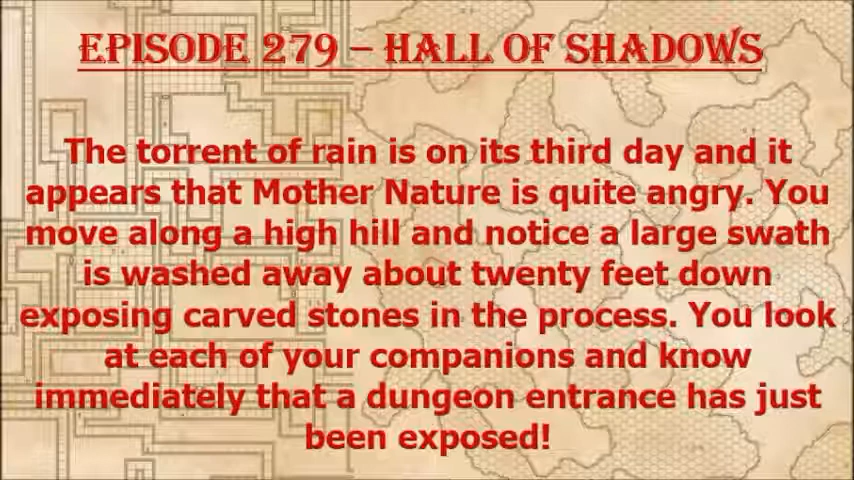 EPISODE 279 – HALL OF SHADOWS
The torrent of rain is on its third day and it
appears that Mother Nature is quite angry. You
move along a high hill and notice a large swath
is washed away about twenty feet down
exposing carved stones in the process. You look
at each of your companions and know
immediately that a dungeon entrance has just
been exposed!